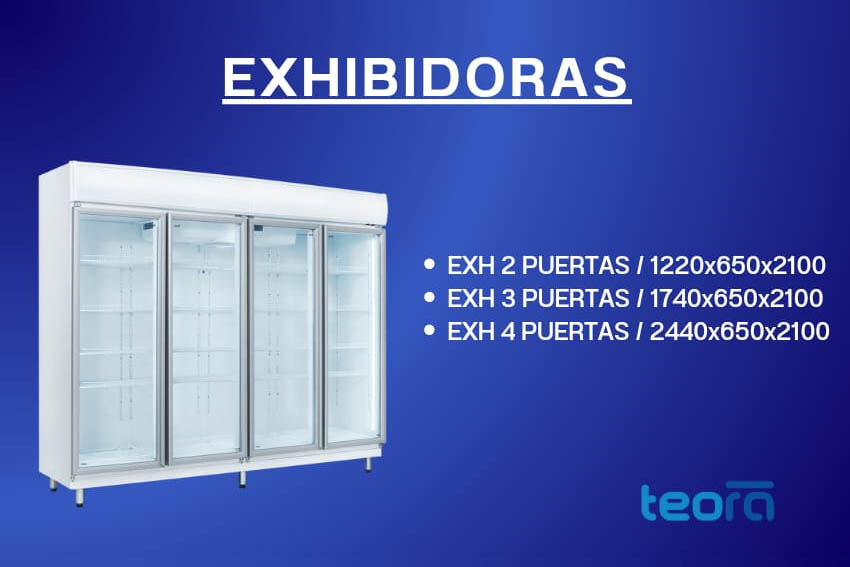 EXHIBIDORAS
• EXH 2 PUERTAS / 1220x650x2100
• EXH 3 PUERTAS / 1740x650x2100
• EXH 4 PUERTAS / 2440x650x2100
teora